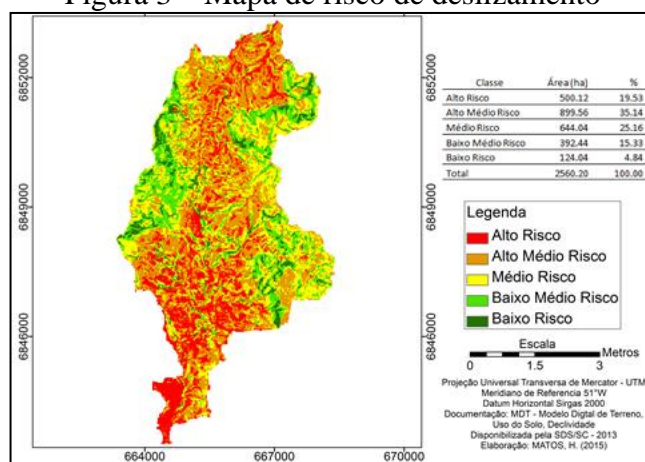 Figura 3 – Mapa de risco de deslizamento
6852000
6849000
6846000
664000
667000
670000
6852000
6849000
6846000
Classe Área (ha) %
Alto Risco 500.12 19.53
Alto Médio Risco 899.56 35.14
Médio Risco 644.04 25.16
Baixo Médio Risco 392.44 15.33
Baixo Risco 124.04 4.84
Total 2560.20 100.00
Legenda
Alto Risco
Alto Médio Risco
Médio Risco
Baixo Médio Risco
Baixo Risco
Escala
Metros
0 1.5 3
Projeção Universal Transversa de Mercator - UTM
Meridiano de Referencia 51°W
Datum Horizontal Sirgas 2000
Documentação: MDT - Modelo Digtal de Terreno,
Uso do Solo, Declividade
Disponibilizada pela SDS/SC - 2013
Elaboração: MATOS, H. (2015)